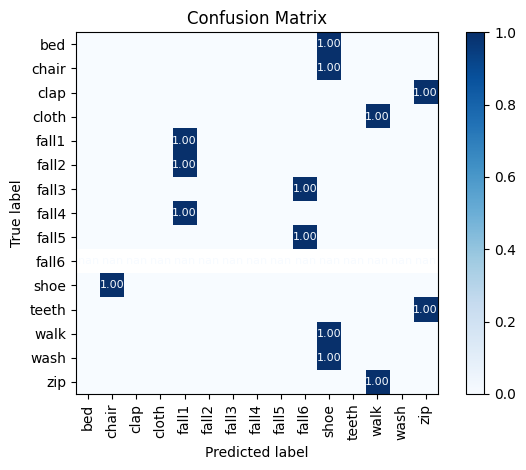 Confusion Matrix
True label
bed 1.00
chair 1.00
clap 1.00
cloth 1.00
fall1 1.00
fall2 1.00
fall3 1.00
fall4 1.00
fall5 1.00
fall6
shoe 1.00
teeth 1.00
walk 1.00
wash 1.00
zip 1.00
bed chair clap cloth fall1 fall2 fall3 fall4 fall5 fall6 shoe teeth walk wash zip
Predicted label
1.0
0.8
0.6
0.4
0.2
0.0